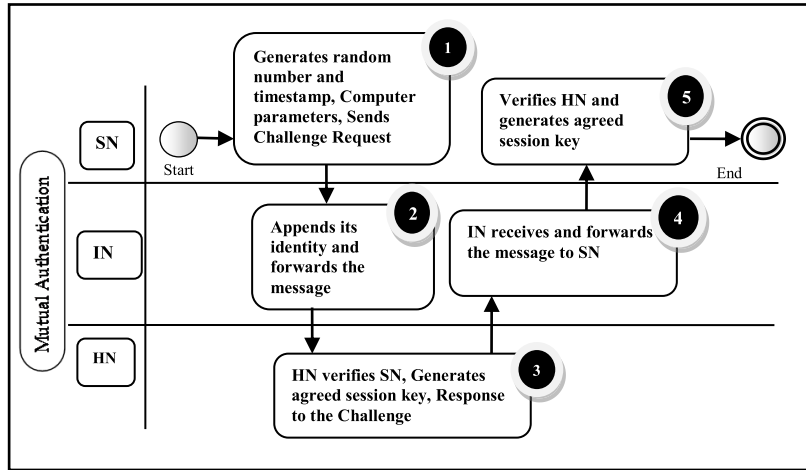 Mutual Authentication
SN
IN
HN
Start
1
Generates random
number and
timestamp, Computer
parameters, Sends
Challenge Request
2
Appends its
identity and
forwards the
message
3
HN verifies SN, Generates
agreed session key, Response
to the Challenge
4
IN receives and forwards
the message to SN
5
Verifies HN and
generates agreed
session key
End